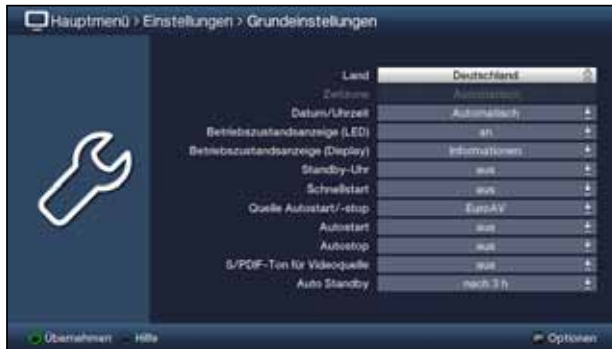 Hauptmenü > Einstellungen > Grundeinstellungen
Land Deutschland
Zeitzone Automatisch
Datum/Uhrzeit Automatisch
Betriebszustandsanzeige (LED) an
Betriebszustandsanzeige (Display) Informationen
Standby-Uhr aus
Schnellstart aus
Quelle Autostart/-stop EuroAV
Autostart aus
Autostop aus
S/PDIF-Ton für Videoquelle aus
Auto Standby nach 3 h
Übernehmen Hilfe Optionen